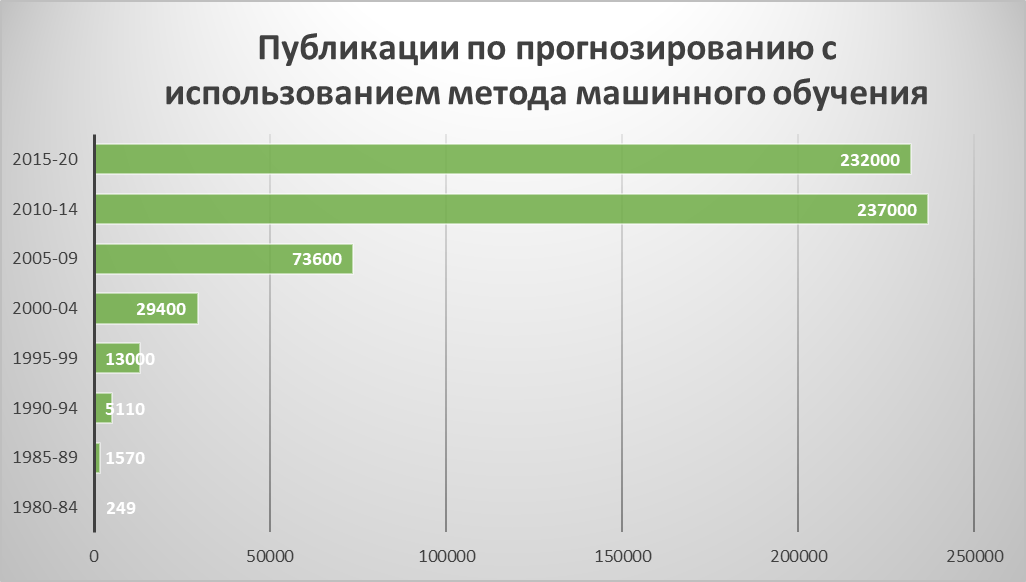 Публикации по прогнозированию с
использованием метода машинного обучения
2015-20 232000
2010-14 237000
2005-09 73600
2000-04 29400
1995-99 13000
1990-94 5110
1985-89 1570
1980-84 249
0 50000 100000 150000 200000 250000